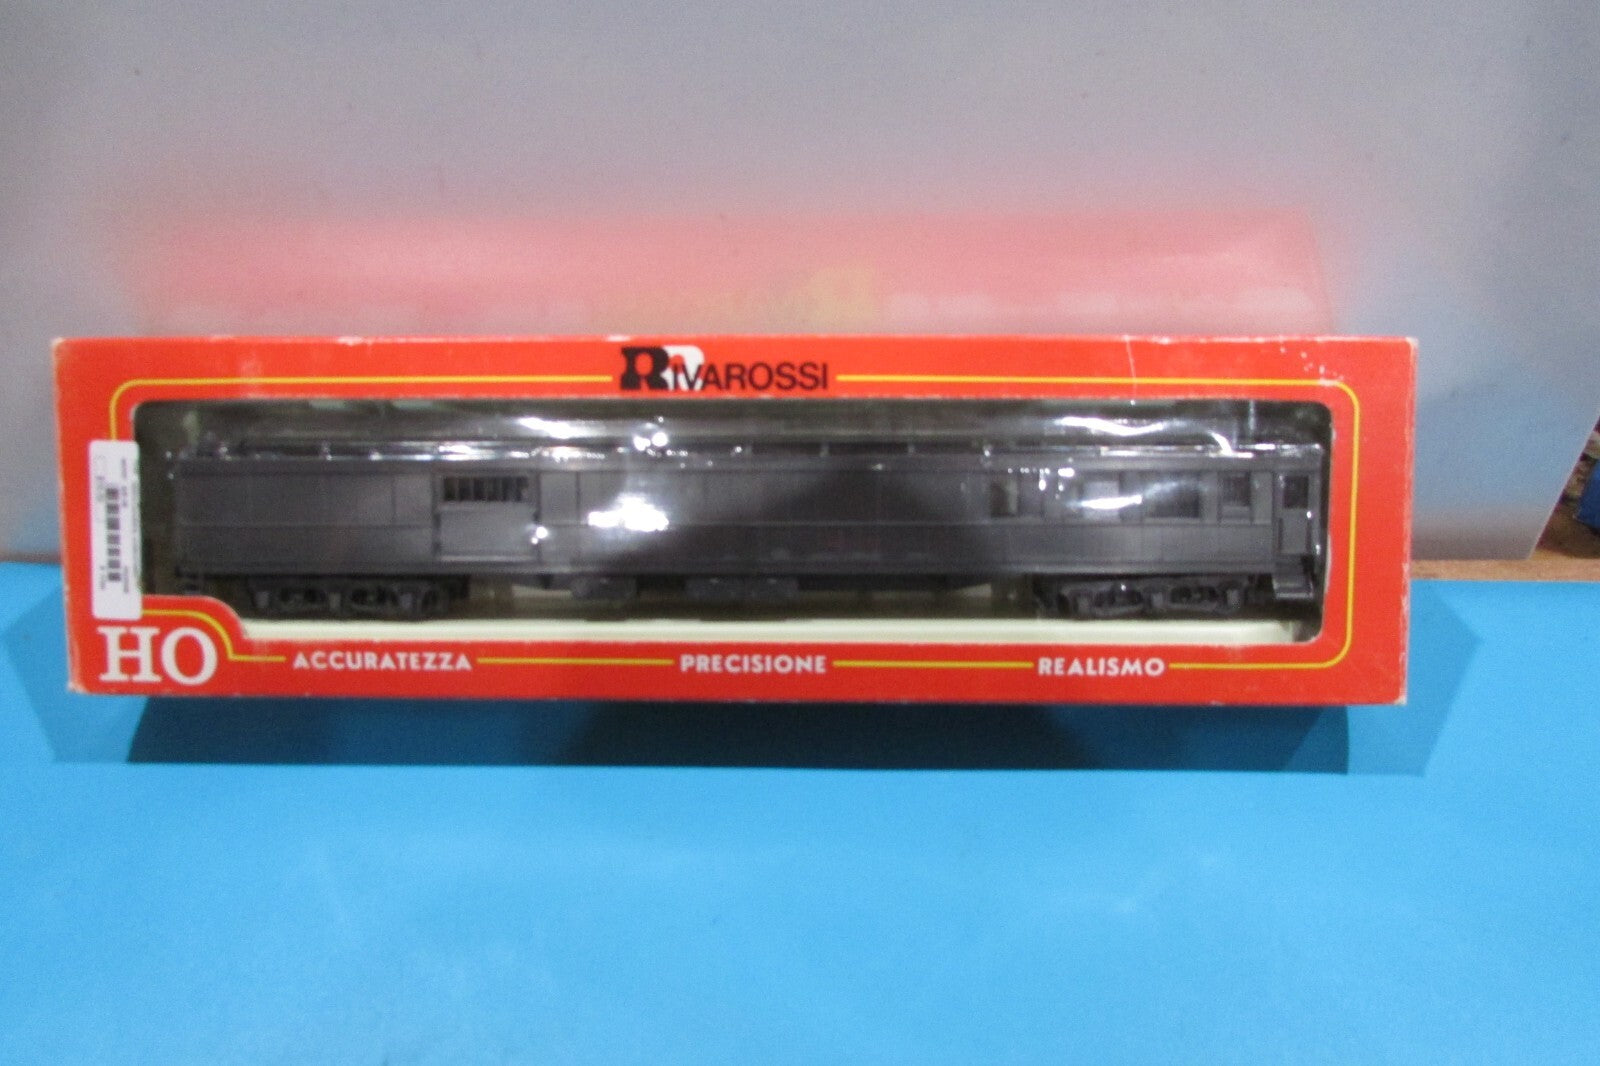 RIVAROSSI
HO
ACCURATEZZA PRECISIONE REALISMO